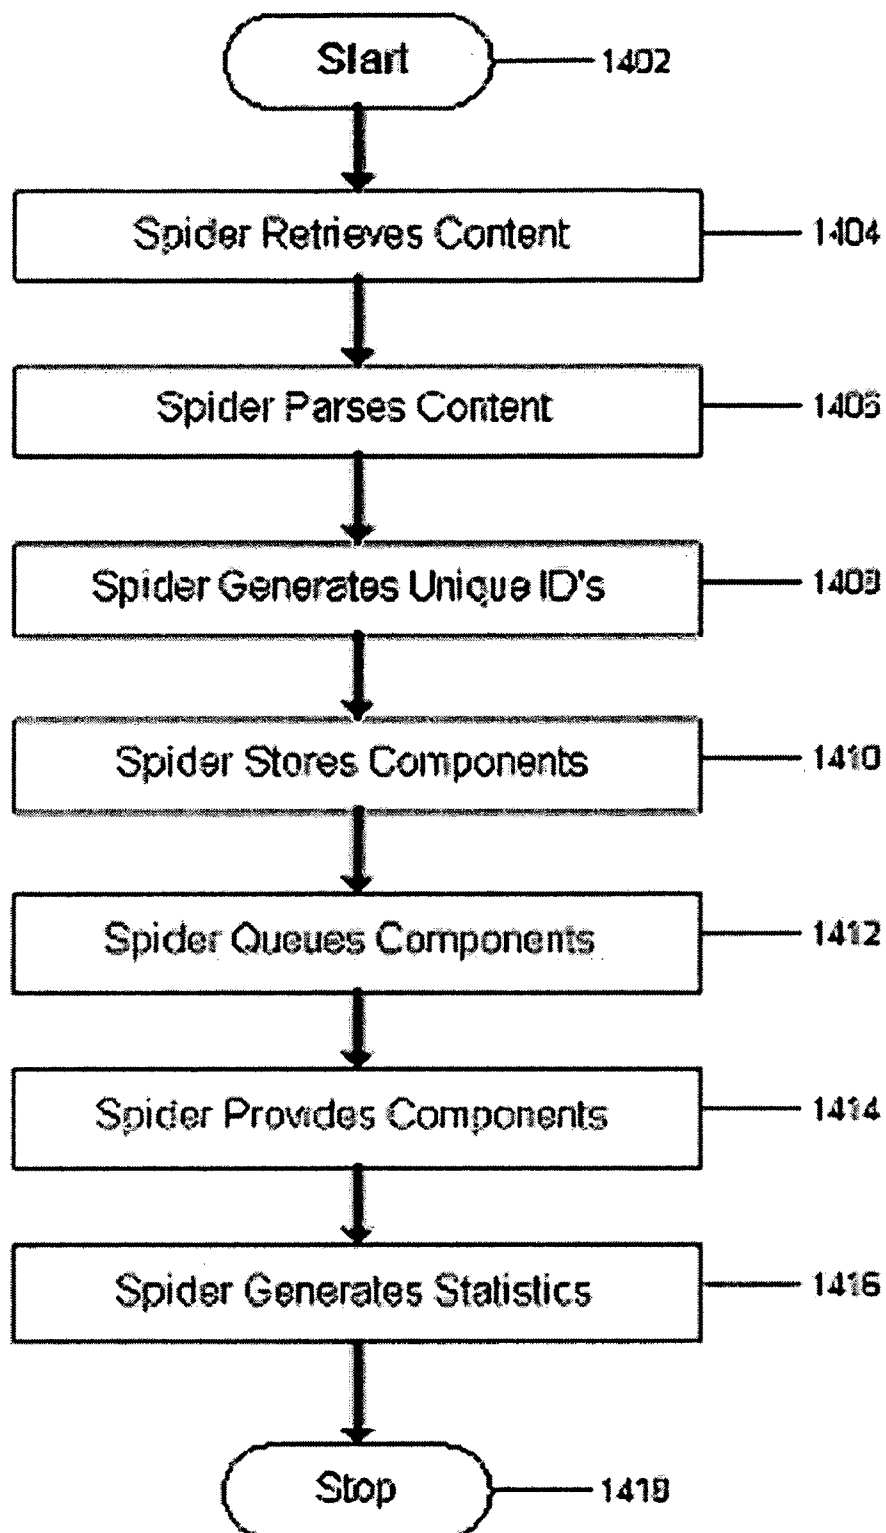 Start 1402
Spider Retrieves Content 1404
Spider Parses Content 1406
Spider Generates Unique ID's 1408
Spider Stores Components 1410
Spider Queues Components 1412
Spider Provides Components 1414
Spider Generates Statistics 1416
Stop 1418